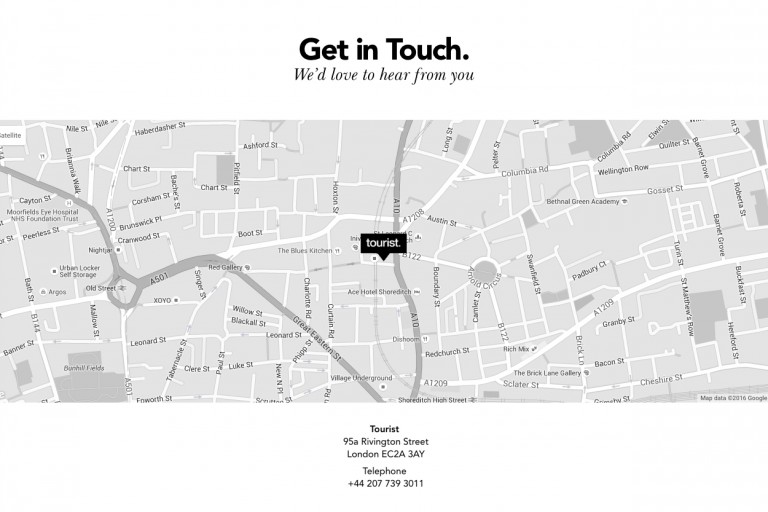 Get in Touch.
We'd love to hear from you
Nile St
Nile St
Haberdasher St
Satellite
Britannia Walk
Ashford St
Long St
Pelter St
Columbia Rd
Elwin St
Quilter St
Barnet Grove
Wellington Row
Columbia Rd
Chart St
Pitfield St
Bache's St
Chart St
Hoxton St
Gosset St
Roberta St
Cayton St
A1200
Corsham St
A10
Bethnal Green Academy
Moorfields Eye Hospital
NHS Foundation Trust
Brunswick Pl
A1208
Austin St
Barnet Grove
Peerless St
Cranwood St
Boot St
tourist.
Nightjar
The Blues Kitchen
B122
Turin St
Urban Locker
Self Storage
A501
Red Gallery
Arnold Circus
Swanfield St
Padbury Ct
Buckfast St
Old Street
Singer St
Boundary St
Bath St
Argos
XOYO
Charlotte Rd
Ace Hotel Shoreditch
Camlet St
St Matthew's Row
A1209
B144
Mallow St
Willow St
Curtain Rd
Blackall St
Great Eastern St
A10
B122
Granby St
Hereford St
Leonard St
Leonard St
Dishoom
Brick Ln
Banner St
Tabernacle St
Phipp St
Redchurch St
Rich Mix
Bacon St
Bunhill Fields
Clere St
Paul St
Luke St
New N Pl
Village Underground
The Brick Lane Gallery
Cheshire St
A501
A1209
Sclater St
Epworth St
Scrutton St
Rd
Shoreditch High Street
Grimsby St
Map data ©2016 Google
Tourist
95a Rivington Street
London EC2A 3AY
Telephone
+44 207 739 3011